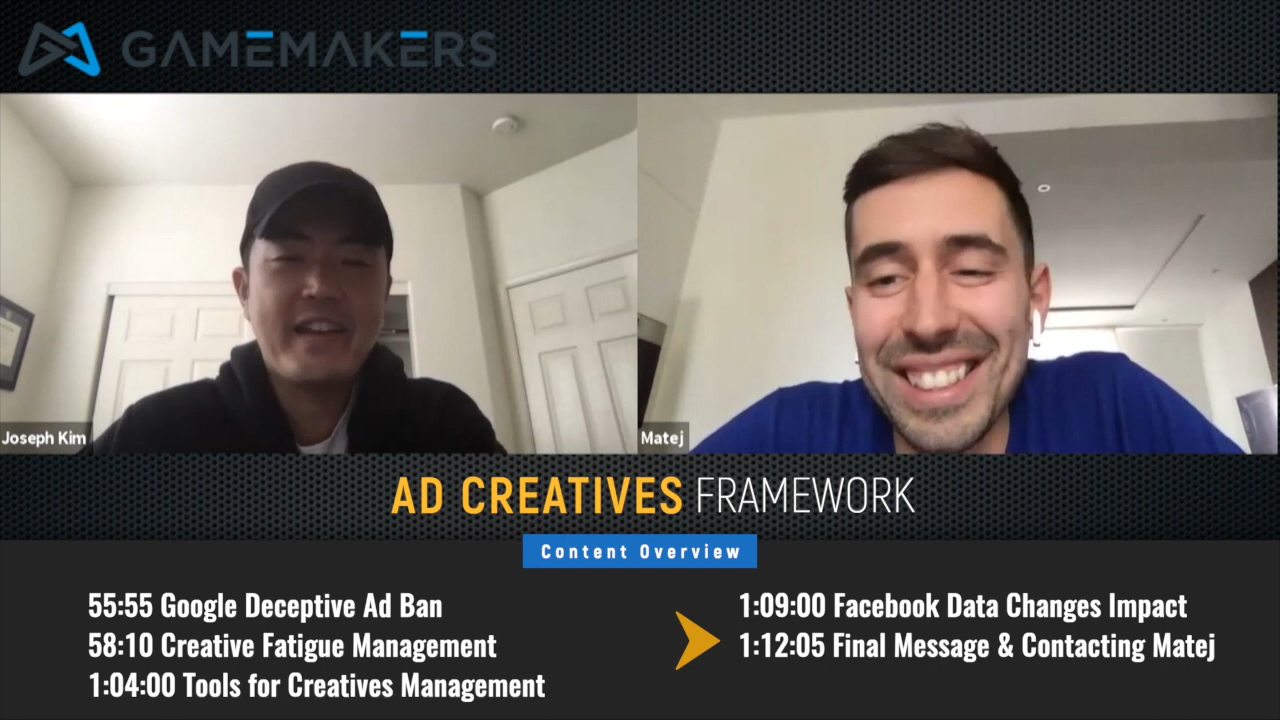 GAMEMAKERS
Joseph Kim
Matej
AD CREATIVES FRAMEWORK
Content Overview
55:55 Google Deceptive Ad Ban
58:10 Creative Fatigue Management
1:04:00 Tools for Creatives Management
1:09:00 Facebook Data Changes Impact
1:12:05 Final Message & Contacting Matej